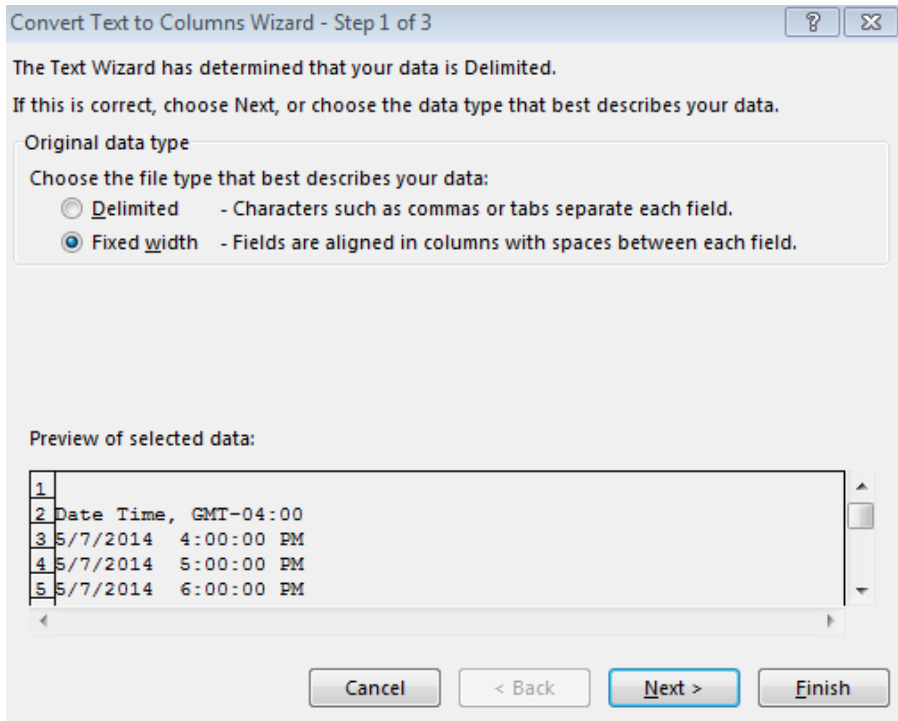 Convert Text to Columns Wizard - Step 1 of 3
The Text Wizard has determined that your data is Delimited.
If this is correct, choose Next, or choose the data type that best describes your data.
Original data type
Choose the file type that best describes your data:
Delimited - Characters such as commas or tabs separate each field.
Fixed width - Fields are aligned in columns with spaces between each field.
Preview of selected data:
1
2 Date Time, GMT-04:00
3 5/7/2014 4:00:00 PM
4 5/7/2014 5:00:00 PM
5 5/7/2014 6:00:00 PM
Cancel < Back Next > Finish